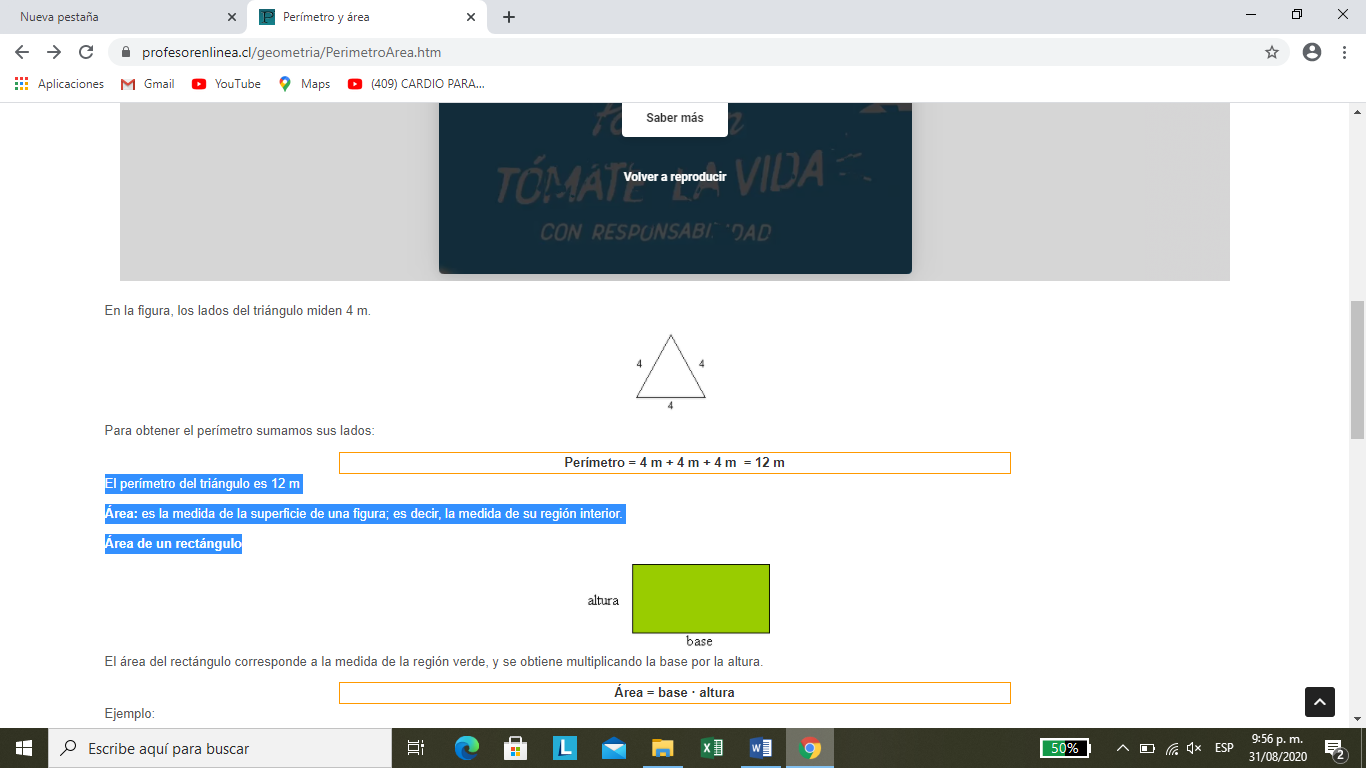 Nueva pestaña
Perímetro y área
profesorenlinea.cl/geometria/PerimetroArea.htm
Aplicaciones
Gmail
YouTube
Maps
(409) CARDIO PARA...
Saber más
TÓMATE LA VIDA
Volver a reproducir
CON RESPONSABI DAD
En la figura, los lados del triángulo miden 4 m.
4 4
4
Para obtener el perímetro sumamos sus lados:
Perímetro = 4 m + 4 m + 4 m = 12 m
El perímetro del triángulo es 12 m
Área: es la medida de la superficie de una figura; es decir, la medida de su región interior.
Área de un rectángulo
altura
base
El área del rectángulo corresponde a la medida de la región verde, y se obtiene multiplicando la base por la altura.
Área = base · altura
Ejemplo:
Escribe aquí para buscar
50%
ESP
9:56 p. m.
31/08/2020
2